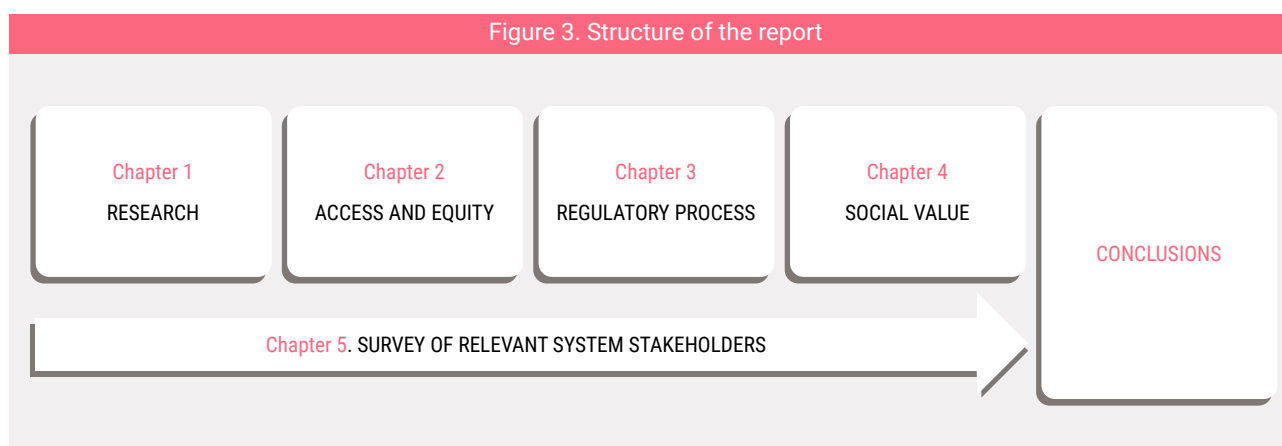 Figure 3. Structure of the report
Chapter 1
RESEARCH
Chapter 2
ACCESS AND EQUITY
Chapter 3
REGULATORY PROCESS
Chapter 4
SOCIAL VALUE
CONCLUSIONS
Chapter 5. SURVEY OF RELEVANT SYSTEM STAKEHOLDERS